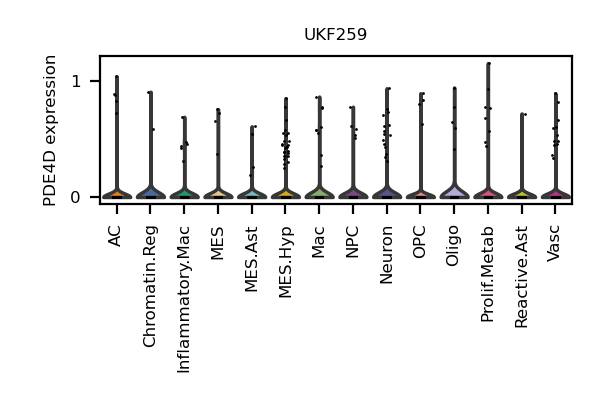 UKF259
PDE4D expression
1
0
AC
Chromatin.Reg
Inflammatory.Mac
MES
MES.Ast
MES.Hyp
Mac
NPC
Neuron
OPC
Oligo
Prolif.Metab
Reactive.Ast
Vasc